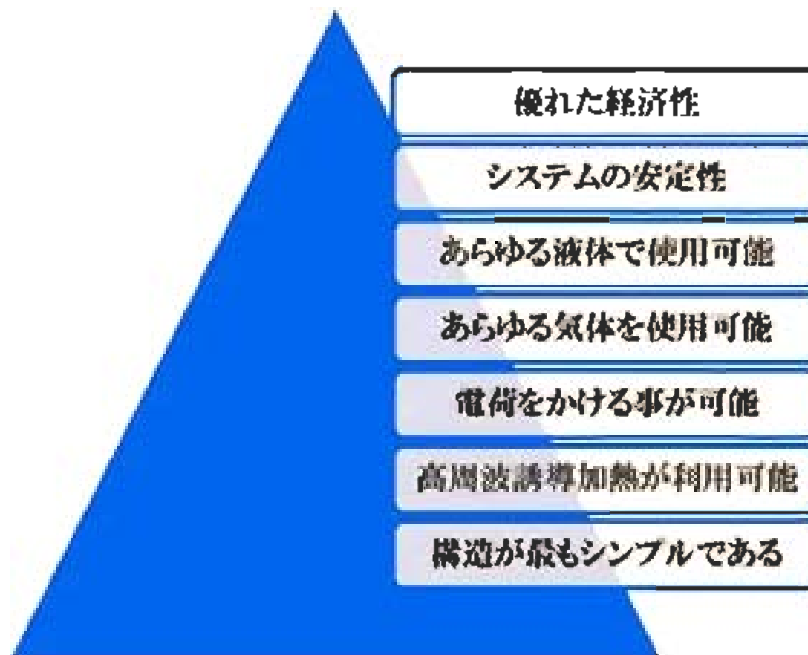 優れた経済性
システムの安定性
あらゆる液体で使用可能
あらゆる気体を使用可能
電荷をかける事が可能
高周波誘導加熱が利用可能
構造が最もシンプルである